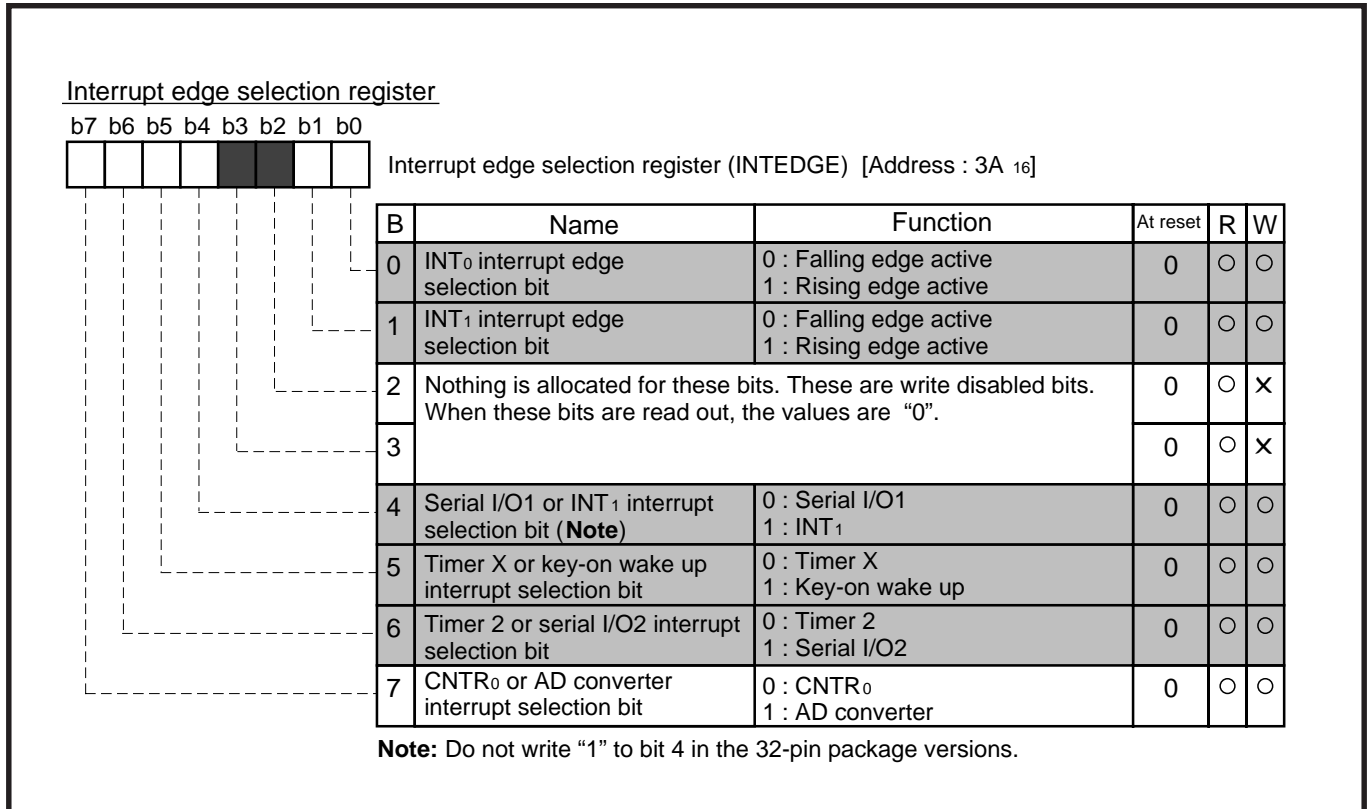 Interrupt edge selection register
b7 b6 b5 b4 b3 b2 b1 b0
Interrupt edge selection register (INTEDGE) [Address : 3A 16]
B Name Function At reset R W
0 INT0 interrupt edge selection bit 0 : Falling edge active 0 ○ ○
1 : Rising edge active
1 INT1 interrupt edge selection bit 0 : Falling edge active 0 ○ ○
1 : Rising edge active
2 Nothing is allocated for these bits. These are write disabled bits. 0 ○ ×
When these bits are read out, the values are “0”.
3 0 ○ ×
4 Serial I/O1 or INT1 interrupt selection bit (Note) 0 : Serial I/O1 0 ○ ○
1 : INT1
5 Timer X or key-on wake up interrupt selection bit 0 : Timer X 0 ○ ○
1 : Key-on wake up
6 Timer 2 or serial I/O2 interrupt selection bit 0 : Timer 2 0 ○ ○
1 : Serial I/O2
7 CNTR0 or AD converter interrupt selection bit 0 : CNTR0 0 ○ ○
1 : AD converter
Note: Do not write “1” to bit 4 in the 32-pin package versions.